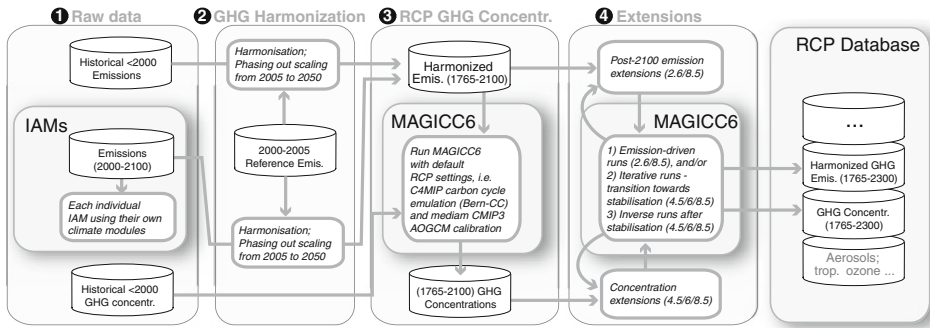 1 Raw data
Historical <2000
Emissions
IAMs
Emissions
(2000-2100)
Each individual
IAM using their own
climate modules
Historical <2000
GHG concentr.
2 GHG Harmonization
Harmonisation;
Phasing out scaling
from 2005 to 2050
2000-2005
Reference Emis.
Harmonisation;
Phasing out scaling
from 2005 to 2050
3 RCP GHG Concentr.
Harmonized
Emis. (1765-2100)
MAGICC6
Run MAGICC6
with default
RCP settings, i.e.
C4MIP carbon cycle
emulation (Bern-CC)
and mediam CMIP3
AOGCM calibration
(1765-2100) GHG
Concentrations
4 Extensions
Post-2100 emission
extensions (2.6/8.5)
MAGICC6
1) Emission-driven
runs (2.6/8.5), and/or
2) Iterative runs -
transition towards
stabilisation (4.5/6/8.5)
3) Inverse runs after
stabilisation (4.5/6/8.5)
Concentration
extensions (4.5/6/8.5)
RCP Database
...
Harmonized GHG
Emis. (1765-2300)
GHG Concentr.
(1765-2300)
Aerosols;
trop. ozone ...